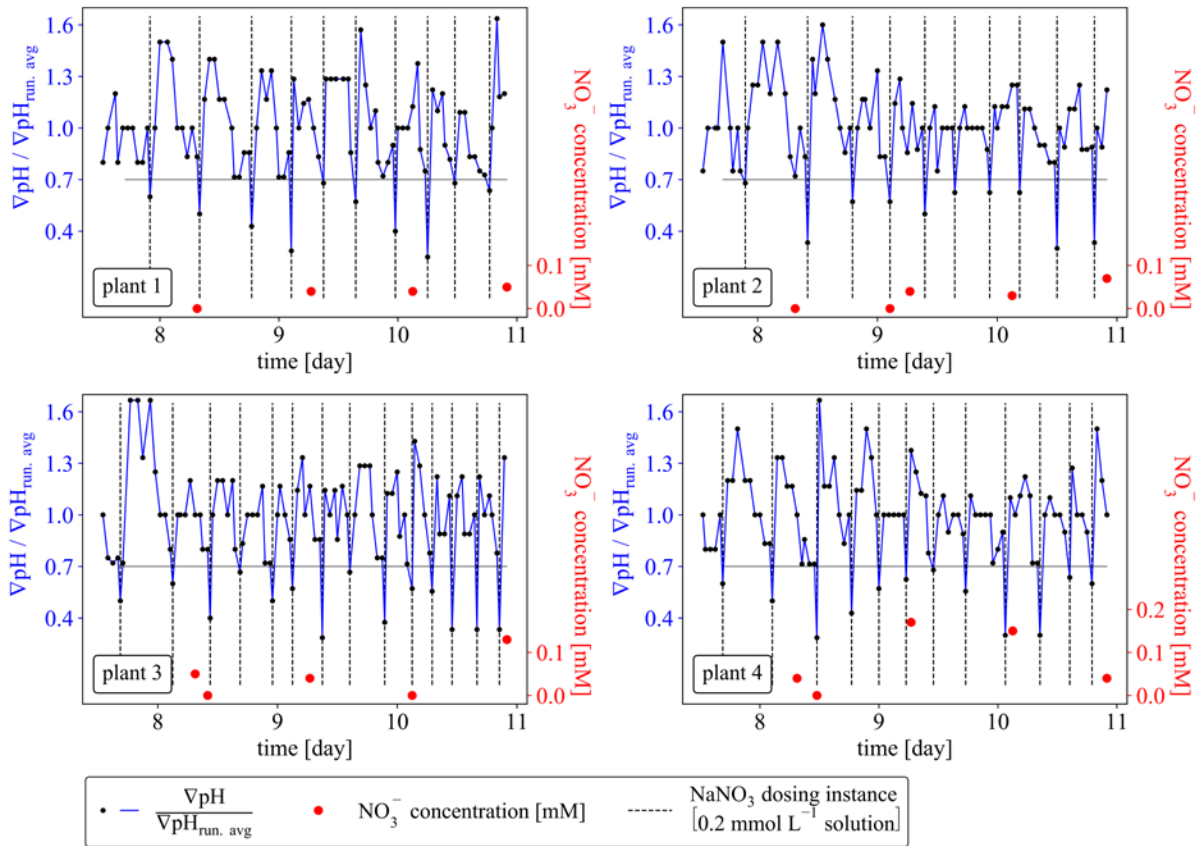 1.6
1.3
1.0
0.7
0.4
∇pH / ∇pH_run. avg
plant 1
8
9
10
11
time [day]
0.1
0.0
NO₃⁻ concentration [mM]
1.6
1.3
1.0
0.7
0.4
∇pH / ∇pH_run. avg
plant 2
8
9
10
11
time [day]
0.1
0.0
NO₃⁻ concentration [mM]
1.6
1.3
1.0
0.7
0.4
∇pH / ∇pH_run. avg
plant 3
8
9
10
11
time [day]
0.1
0.0
NO₃⁻ concentration [mM]
1.6
1.3
1.0
0.7
0.4
∇pH / ∇pH_run. avg
plant 4
8
9
10
11
time [day]
0.2
0.1
0.0
NO₃⁻ concentration [mM]
∇pH
∇pH_run. avg
NO₃⁻ concentration [mM]
NaNO₃ dosing instance
[0.2 mmol L⁻¹ solution]